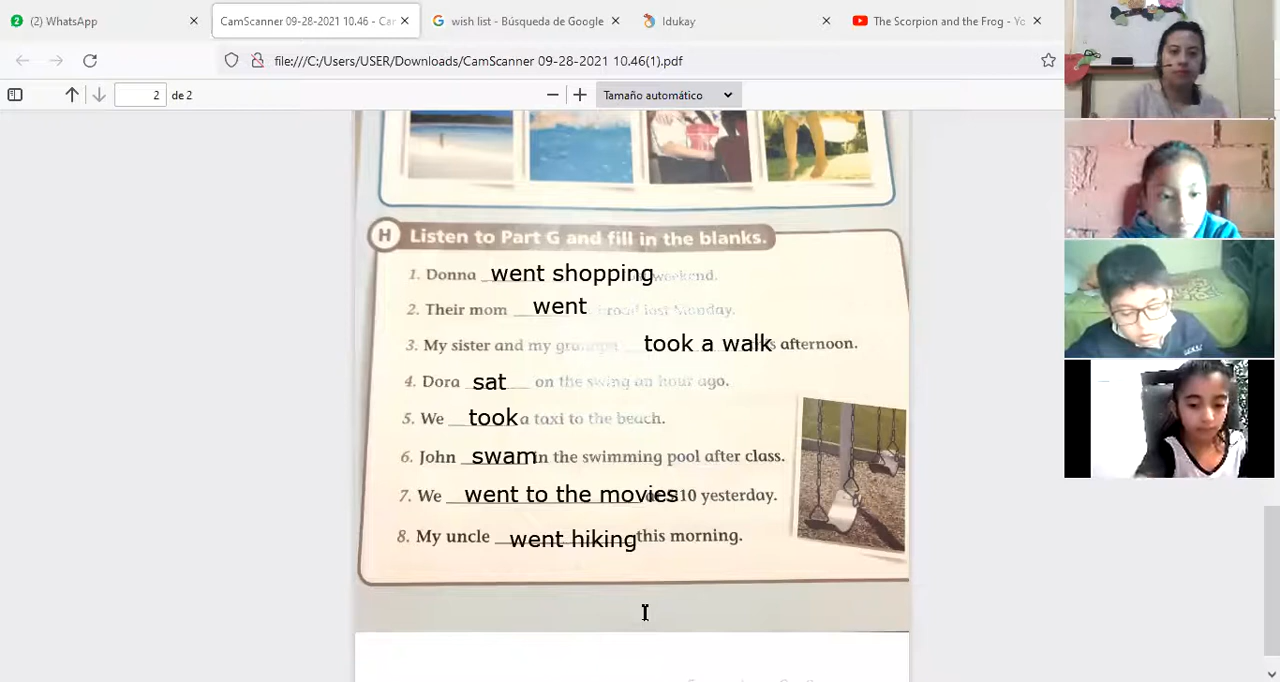 2 (2) WhatsApp
CamScanner 09-28-2021 10.46 - Ca
wish list - Búsqueda de Google
Idukay
The Scorpion and the Frog - Yo
file:///C:/Users/USER/Downloads/CamScanner 09-28-2021 10.46(1).pdf
2 de 2
Tamaño automático
H Listen to Part G and fill in the blanks.
1. Donna went shopping weekend.
2. Their mom went last Monday.
3. My sister and my took a walk afternoon.
4. Dora sat on the swing an hour ago.
5. We took a taxi to the beach.
6. John swam in the swimming pool after class.
7. We went to the movies 10 yesterday.
8. My uncle went hiking this morning.